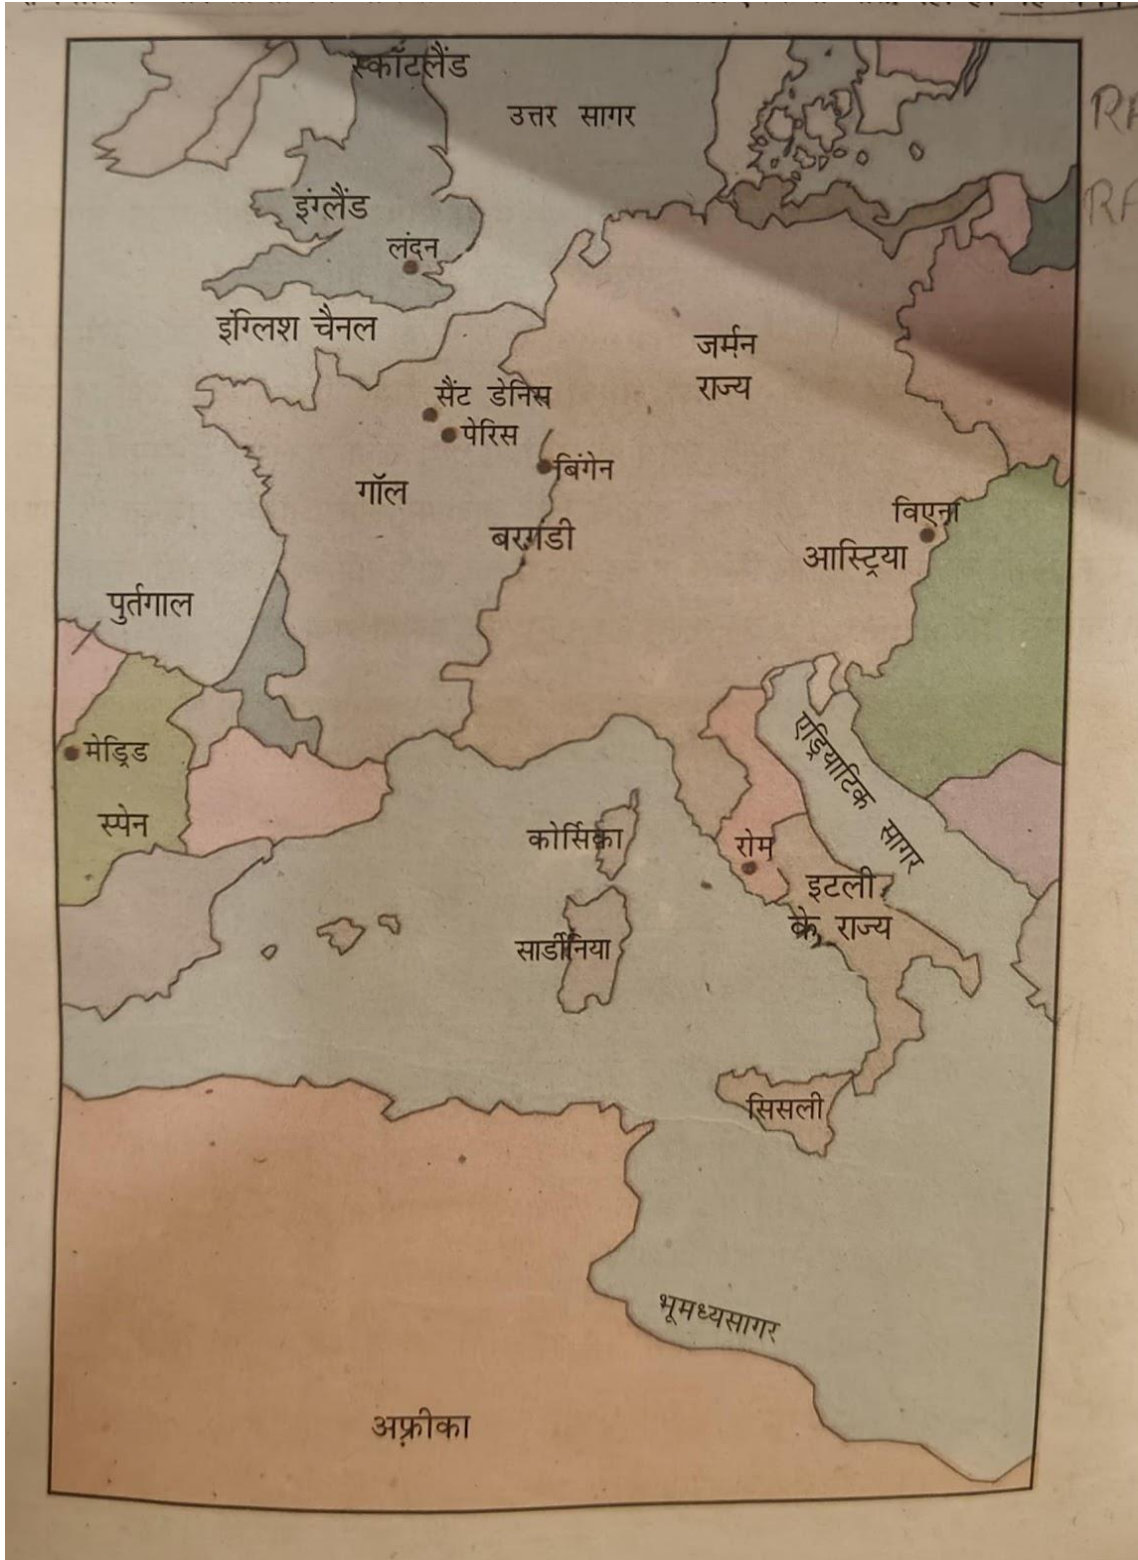 स्कॉटलैंड
उत्तर सागर
इंग्लैंड
लंदन
इंग्लिश चैनल
जर्मन
राज्य
सैंट डेनिस
पेरिस
बिंगेन
गॉल
विएना
बरगंडी
आस्ट्रिया
पुर्तगाल
मेड्रिड
एड्रियाटिक सागर
स्पेन
कोर्सिका
रोम
इटली
के राज्य
सार्डीनिया
सिसली
भूमध्यसागर
अफ़्रीका